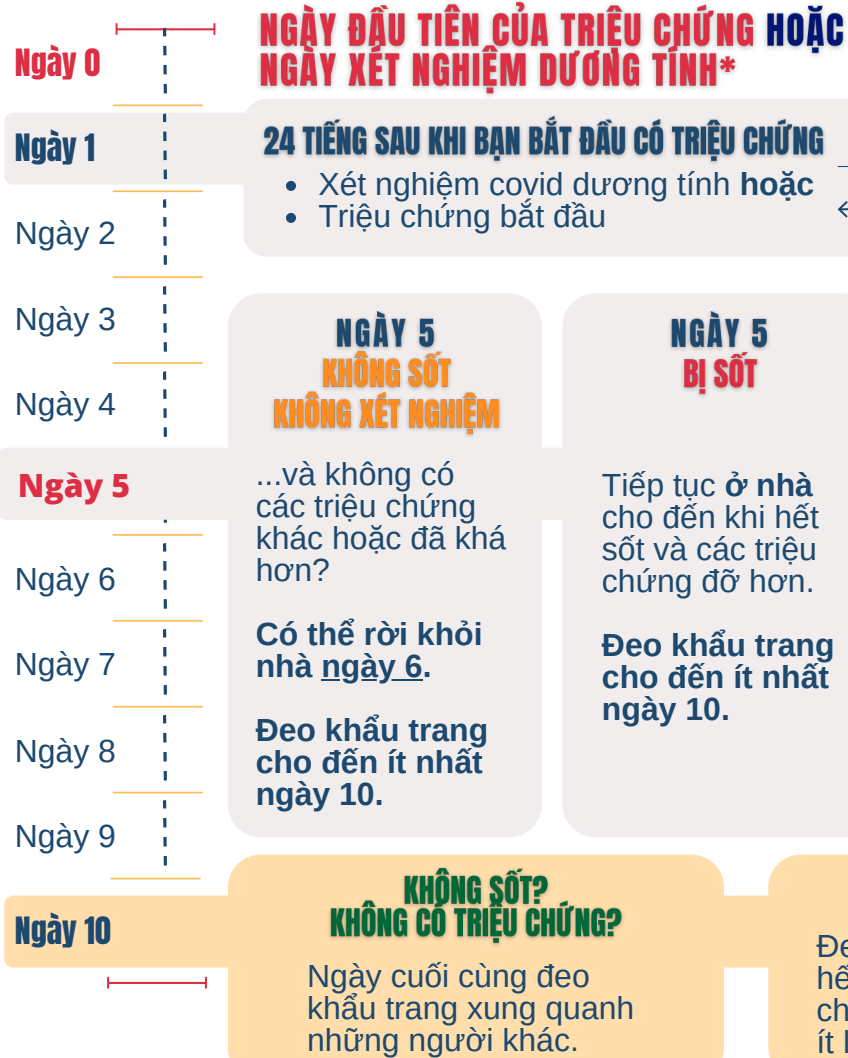 Ngày 0
NGÀY ĐẦU TIÊN CỦA TRIỆU CHỨNG HOẶC
NGÀY XÉT NGHIỆM DƯƠNG TÍNH*
Ngày 1
24 TIẾNG SAU KHI BẠN BẮT ĐẦU CÓ TRIỆU CHỨNG
• Xét nghiệm covid dương tính hoặc
• Triệu chứng bắt đầu
Ngày 2
Ngày 3
Ngày 4
Ngày 5
Ngày 6
Ngày 7
Ngày 8
Ngày 9
NGÀY 5
KHÔNG SỐT
KHÔNG XÉT NGHIỆM
...và không có
các triệu chứng
khác hoặc đã khá
hơn?
Có thể rời khỏi
nhà ngày 6.
Đeo khẩu trang
cho đến ít nhất
ngày 10.
NGÀY 5
BỊ SỐT
Tiếp tục ở nhà
cho đến khi hết
sốt và các triệu
chứng đỡ hơn.
Đeo khẩu trang
cho đến ít nhất
ngày 10.
Ngày 10
KHÔNG SỐT?
KHÔNG CÓ TRIỆU CHỨNG?
Ngày cuối cùng đeo
khẩu trang xung quanh
những người khác.